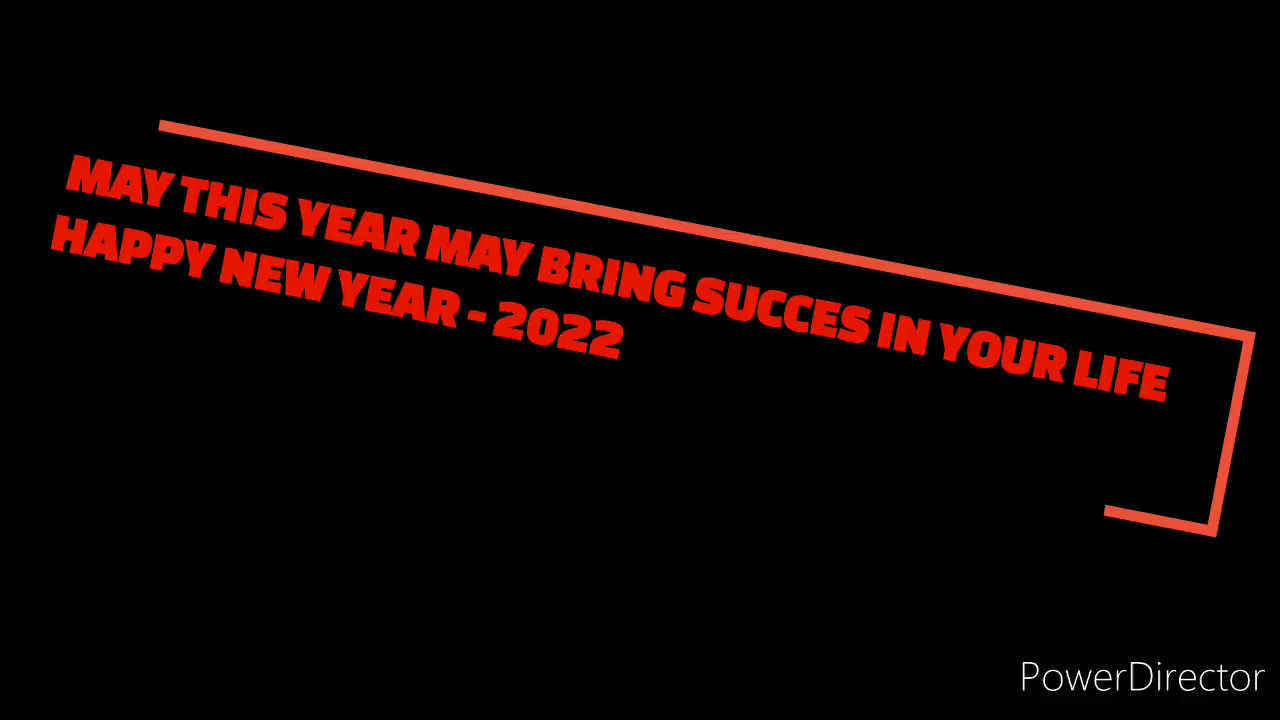 MAY THIS YEAR MAY BRING SUCCES IN YOUR LIFE
HAPPY NEW YEAR - 2022
PowerDirector